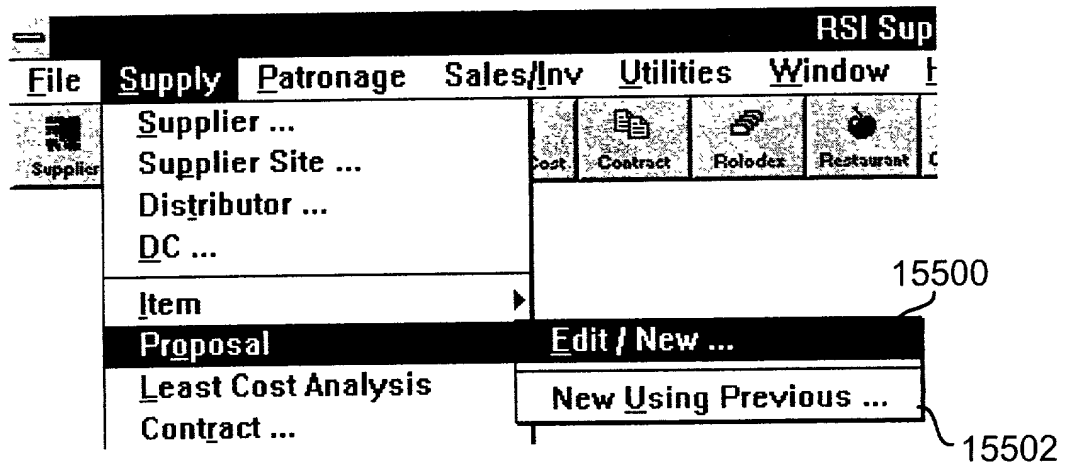 RSI Sup
File Supply Patronage Sales/Inv Utilities Window H
Supplier Cost Contract Rolodex Restaurant
Supplier ...
Supplier Site ...
Distributor ...
DC ...
Item
Proposal
Least Cost Analysis
Contract ...
15500
Edit / New ...
New Using Previous ...
15502